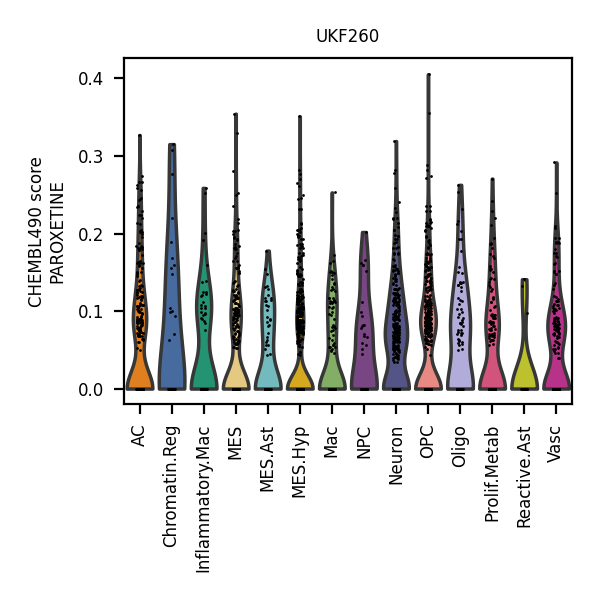 UKF260
CHEMBL490 score
PAROXETINE
0.4
0.3
0.2
0.1
0.0
AC
Chromatin.Reg
Inflammatory.Mac
MES
MES.Ast
MES.Hyp
Mac
NPC
Neuron
OPC
Oligo
Prolif.Metab
Reactive.Ast
Vasc